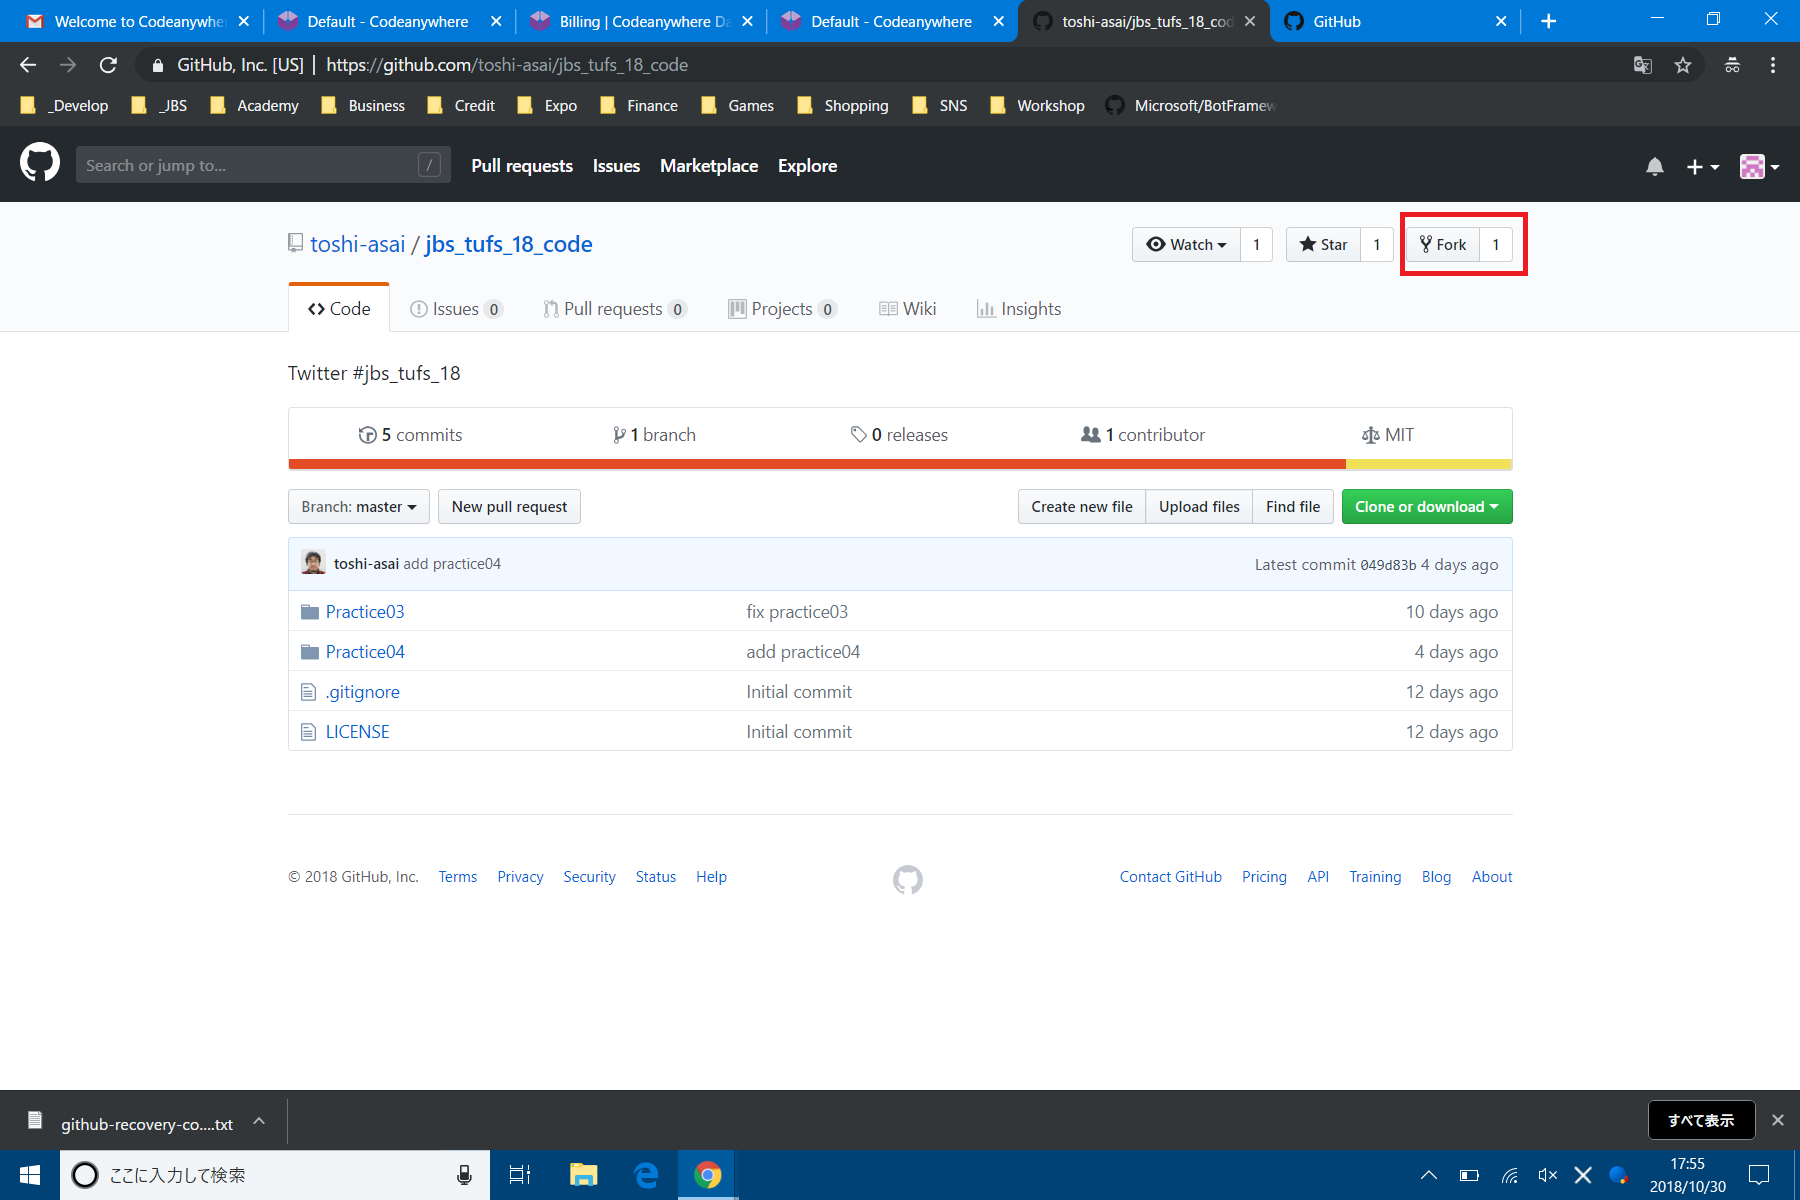 Welcome to Codeanywhe
Default - Codeanywhere
Billing | Codeanywhere Da
Default - Codeanywhere
toshi-asai/jbs_tufs_18_cod
GitHub
GitHub, Inc. [US] | https://github.com/toshi-asai/jbs_tufs_18_code
_Develop _JBS Academy Business Credit Expo Finance Games Shopping SNS Workshop Microsoft/BotFramew
Search or jump to... / Pull requests Issues Marketplace Explore
toshi-asai / jbs_tufs_18_code
Watch 1 Star 1 Fork 1
Code Issues 0 Pull requests 0 Projects 0 Wiki Insights
Twitter #jbs_tufs_18
5 commits 1 branch 0 releases 1 contributor MIT
Branch: master New pull request Create new file Upload files Find file Clone or download
toshi-asai add practice04 Latest commit 049d83b 4 days ago
Practice03 fix practice03 10 days ago
Practice04 add practice04 4 days ago
.gitignore Initial commit 12 days ago
LICENSE Initial commit 12 days ago
© 2018 GitHub, Inc. Terms Privacy Security Status Help Contact GitHub Pricing API Training Blog About
github-recovery-co....txt すべて表示
ここに入力して検索
17:55
2018/10/30